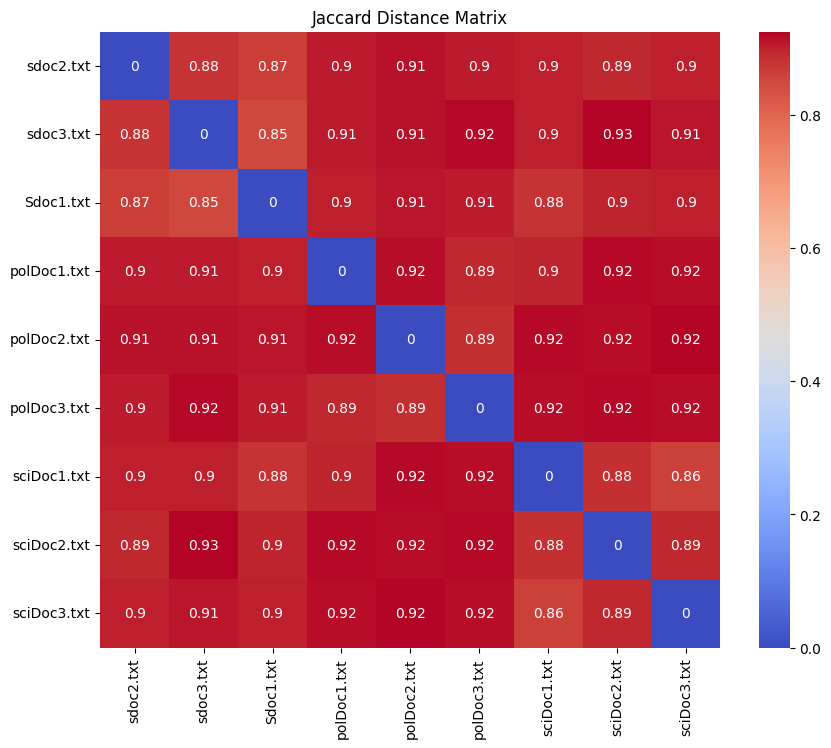 Jaccard Distance Matrix
sdoc2.txt 0 0.88 0.87 0.9 0.91 0.9 0.9 0.89 0.9
sdoc3.txt 0.88 0 0.85 0.91 0.91 0.92 0.9 0.93 0.91
Sdoc1.txt 0.87 0.85 0 0.9 0.91 0.91 0.88 0.9 0.9
polDoc1.txt 0.9 0.91 0.9 0 0.92 0.89 0.9 0.92 0.92
polDoc2.txt 0.91 0.91 0.91 0.92 0 0.89 0.92 0.92 0.92
polDoc3.txt 0.9 0.92 0.91 0.89 0.89 0 0.92 0.92 0.92
sciDoc1.txt 0.9 0.9 0.88 0.9 0.92 0.92 0 0.88 0.86
sciDoc2.txt 0.89 0.93 0.9 0.92 0.92 0.92 0.88 0 0.89
sciDoc3.txt 0.9 0.91 0.9 0.92 0.92 0.92 0.86 0.89 0
sdoc2.txt sdoc3.txt Sdoc1.txt polDoc1.txt polDoc2.txt polDoc3.txt sciDoc1.txt sciDoc2.txt sciDoc3.txt
0.8
0.6
0.4
0.2
0.0